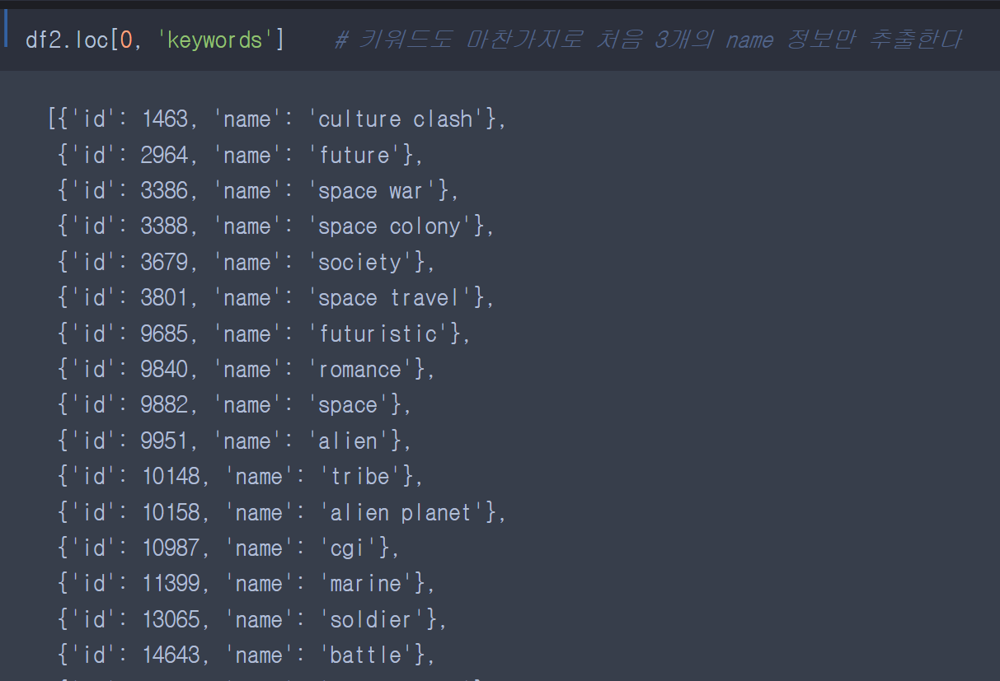 df2.loc[0, 'keywords']    # 키워드도 마찬가지로 처음 3개의 name 정보만 추출한다
[{'id': 1463, 'name': 'culture clash'},
{'id': 2964, 'name': 'future'},
{'id': 3386, 'name': 'space war'},
{'id': 3388, 'name': 'space colony'},
{'id': 3679, 'name': 'society'},
{'id': 3801, 'name': 'space travel'},
{'id': 9685, 'name': 'futuristic'},
{'id': 9840, 'name': 'romance'},
{'id': 9882, 'name': 'space'},
{'id': 9951, 'name': 'alien'},
{'id': 10148, 'name': 'tribe'},
{'id': 10158, 'name': 'alien planet'},
{'id': 10987, 'name': 'cgi'},
{'id': 11399, 'name': 'marine'},
{'id': 13065, 'name': 'soldier'},
{'id': 14643, 'name': 'battle'},